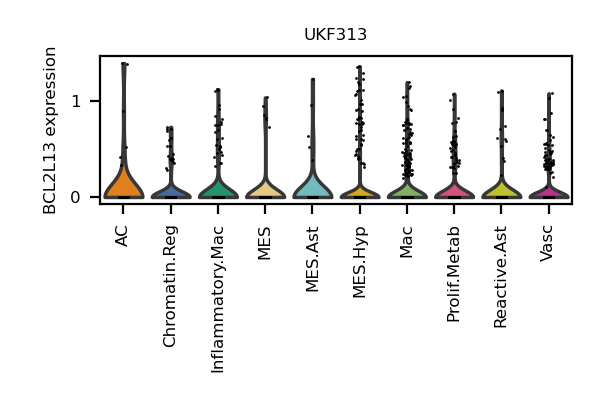 UKF313
BCL2L13 expression
1
0
AC
Chromatin.Reg
Inflammatory.Mac
MES
MES.Ast
MES.Hyp
Mac
Prolif.Metab
Reactive.Ast
Vasc